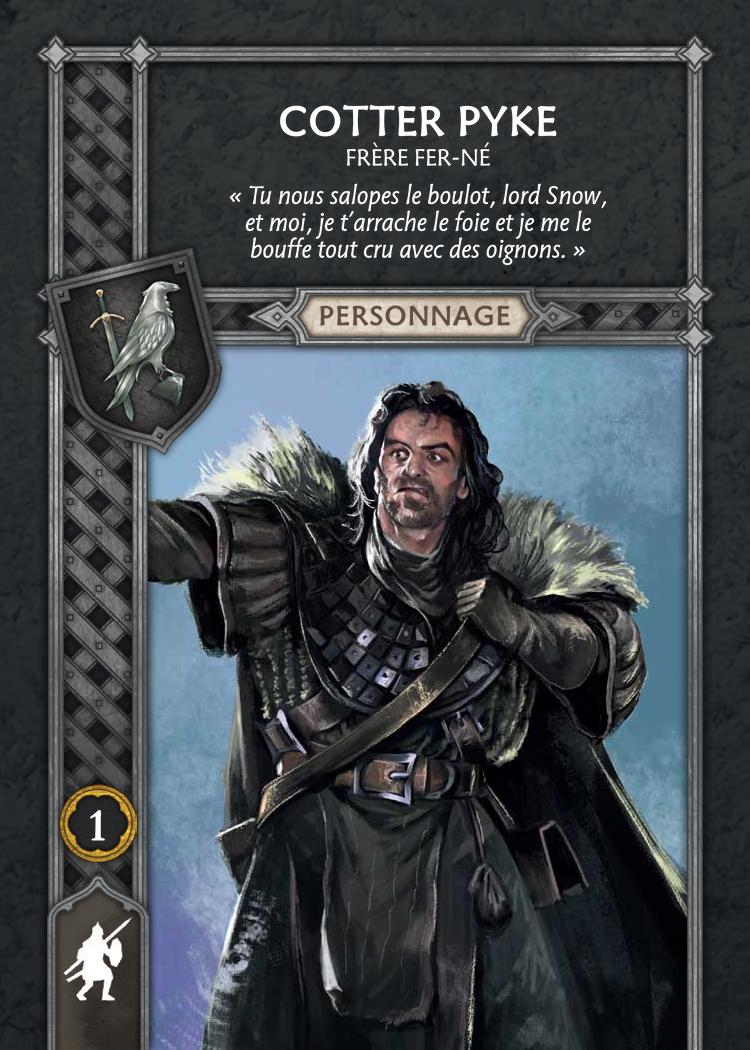 COTTER PYKE
FRÈRE FER-NÉ
« Tu nous salopes le boulot, lord Snow,
et moi, je t'arrache le foie et je me le
bouffe tout cru avec des oignons. »
PERSONNAGE
1